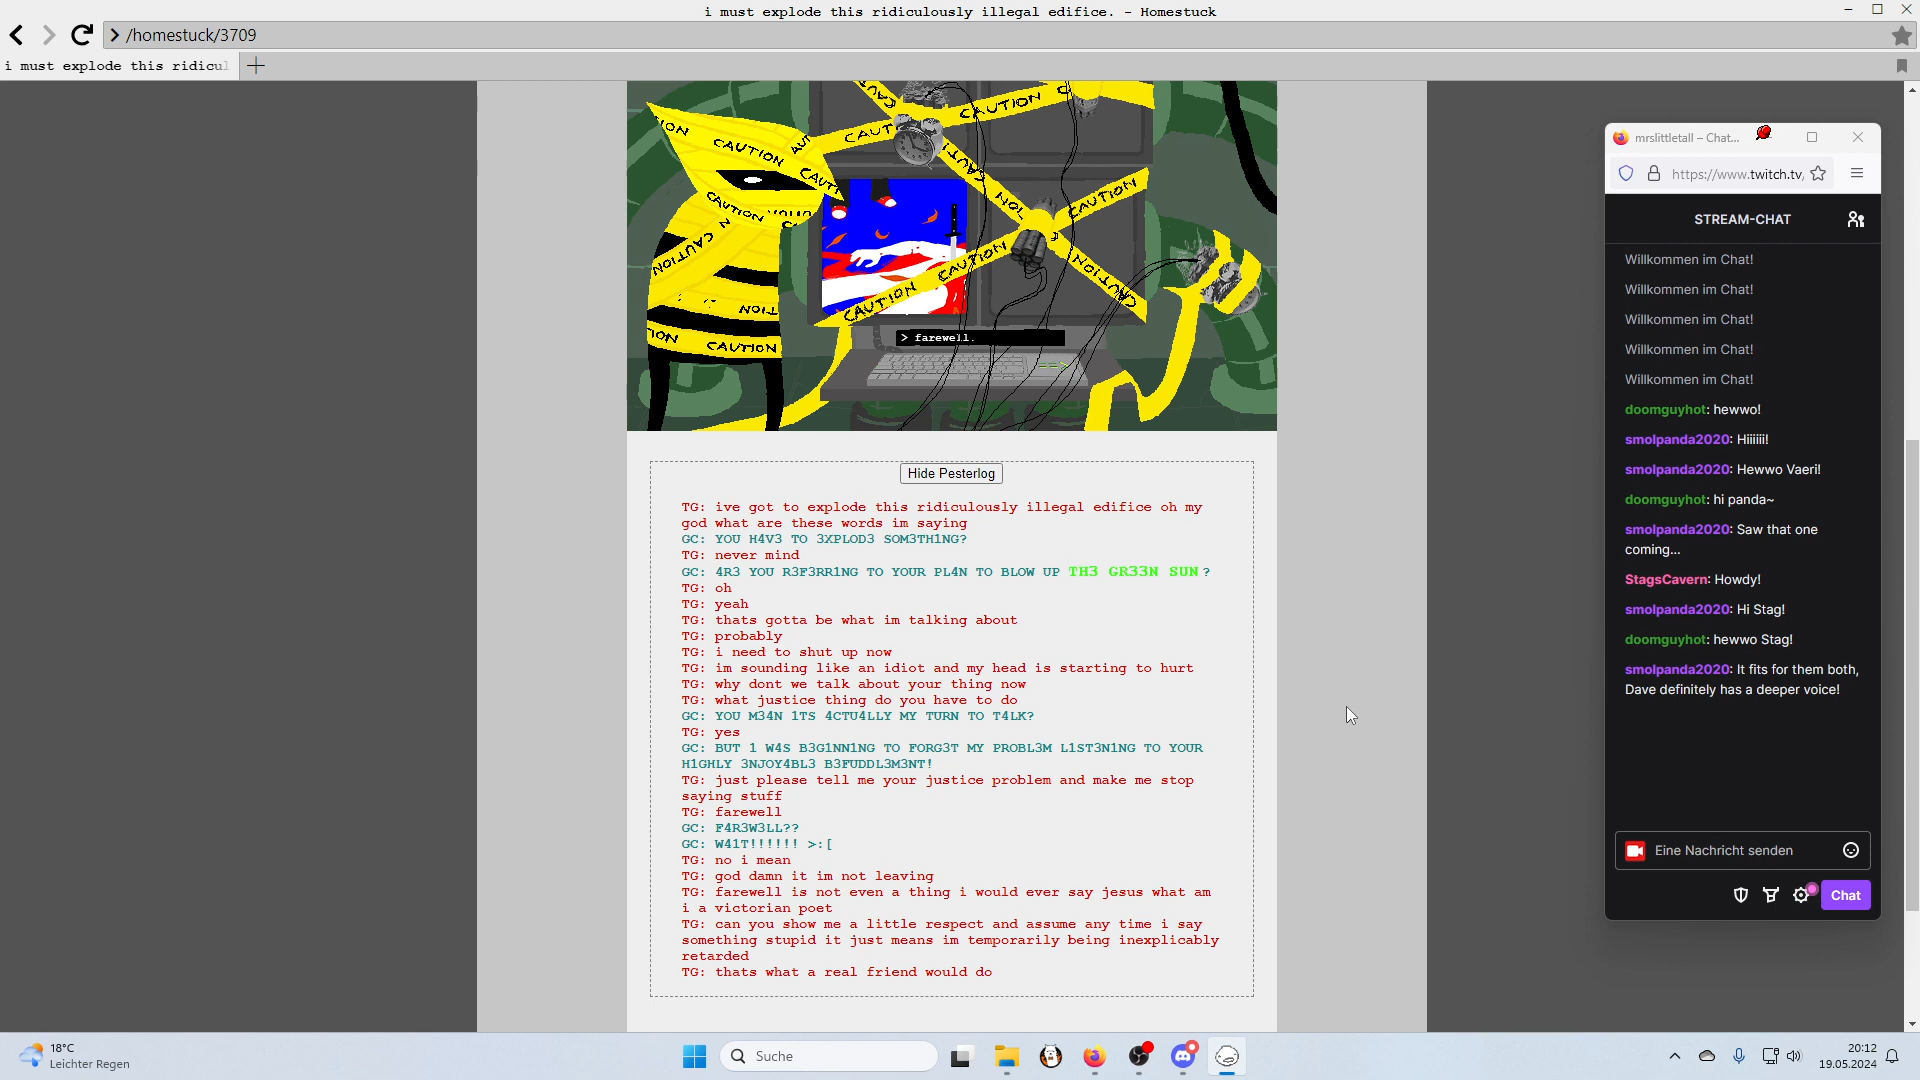 i must explode this ridiculously illegal edifice. - Homestuck
/homestuck/3709
i must explode this ridicul
CAUTION
CAUTION
CAUTION
CAUTION
CAUTION
CAUTION
CAUTION
CAUTION
CAUTION
> farewell.
==>
Hide Pesterlog
TG: ive got to explode this ridiculously illegal edifice oh my
god what are these words im saying
GC: YOU H4V3 TO 3XPLOD3 SOM3TH1NG?
TG: never mind
GC: 4R3 YOU R3F3RR1NG TO YOUR PL4N TO BLOW UP TH3 GR33N SUN?
TG: oh
TG: yeah
TG: thats gotta be what im talking about
TG: probably
TG: i need to shut up now
TG: im sounding like an idiot and my head is starting to hurt
TG: why dont we talk about your thing now
TG: what justice thing do you have to do
GC: YOU M34N 1TS 4CTU4LLY MY TURN TO T4LK?
TG: yes
GC: BUT 1 W4S B3G1NN1NG TO FORG3T MY PROBL3M L1ST3N1NG TO YOUR
H1GHLY 3NJOY4BL3 B3FUDDL3M3NT!
TG: just please tell me your justice problem and make me stop
saying stuff
TG: farewell
GC: F4R3W3LL??
GC: W41T!!!!!! >:[
TG: no i mean
TG: god damn it im not leaving
TG: farewell is not even a thing i would ever say jesus what am
i a victorian poet
TG: can you show me a little respect and assume any time i say
something stupid it just means im temporarily being inexplicably
retarded
TG: thats what a real friend would do
mrslittletall – Chat...
https://www.twitch.tv/
STREAM-CHAT
Willkommen im Chat!
Willkommen im Chat!
Willkommen im Chat!
Willkommen im Chat!
Willkommen im Chat!
doomguyhot: hewwo!
smolpanda2020: Hiiiiii!
smolpanda2020: Hewwo Vaeri!
doomguyhot: hi panda~
smolpanda2020: Saw that one
coming...
StagsCavern: Howdy!
smolpanda2020: Hi Stag!
doomguyhot: hewwo Stag!
smolpanda2020: It fits for them both,
Dave definitely has a deeper voice!
Eine Nachricht senden
Chat
18°C
Leichter Regen
Suche
20:12
19.05.2024